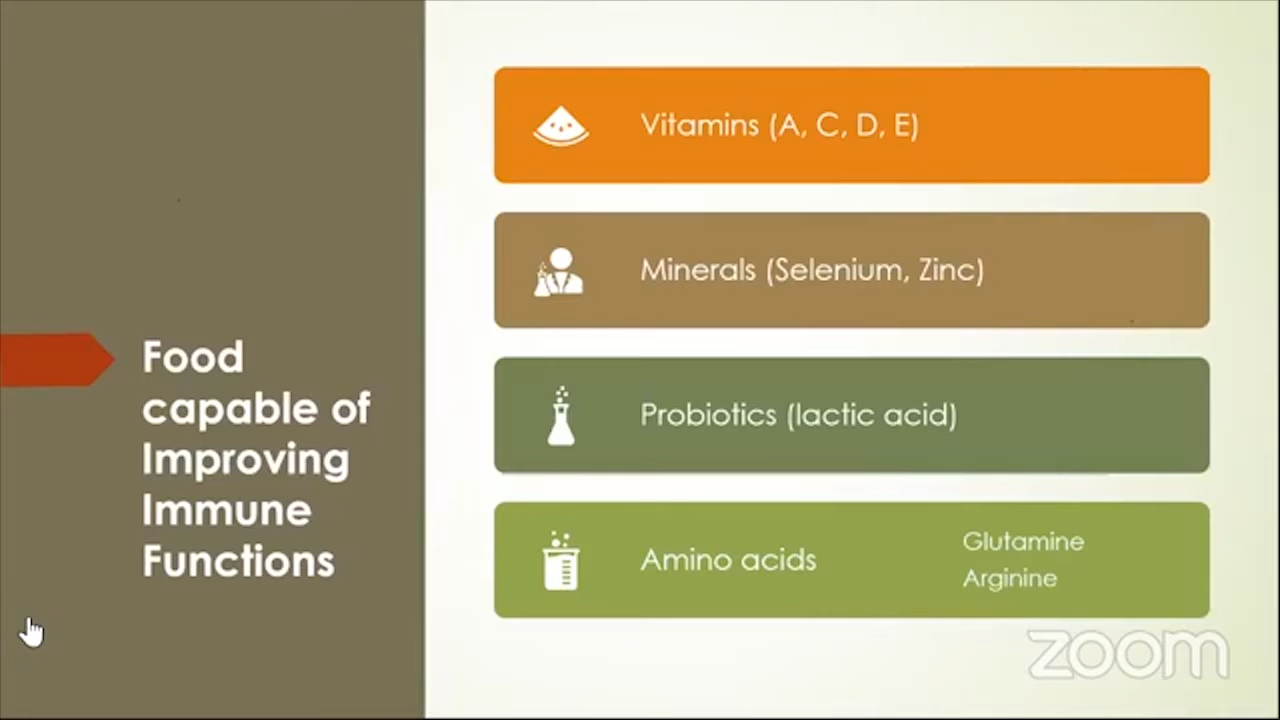 Food
capable of
Improving
Immune
Functions
Vitamins (A, C, D, E)
Minerals (Selenium, Zinc)
Probiotics (lactic acid)
Amino acids
Glutamine
Arginine
zoom